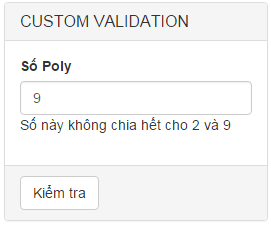 CUSTOM VALIDATION
Số Poly
9
Số này không chia hết cho 2 và 9
Kiểm tra